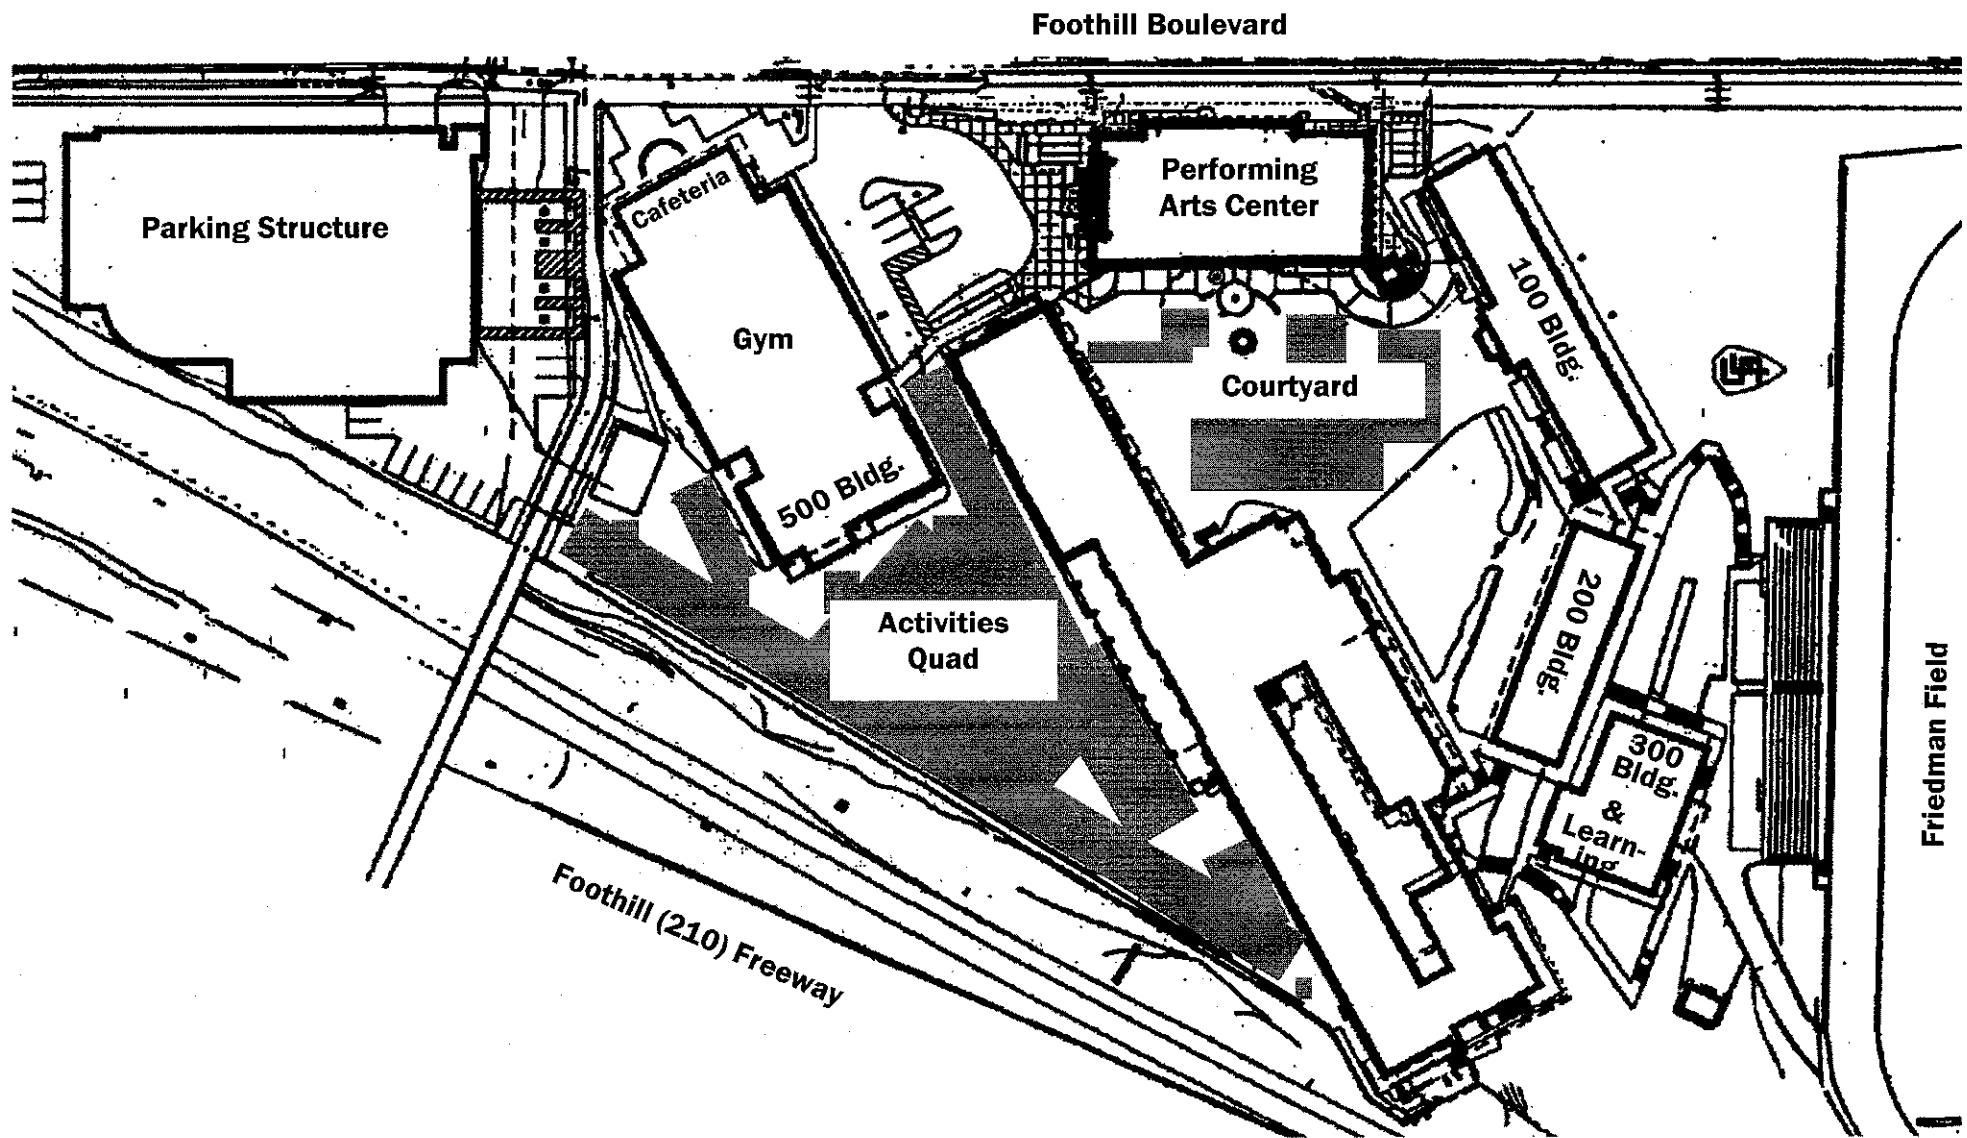 Foothill Boulevard
Parking Structure
Cafeteria
Gym
500 Bldg.
Performing
Arts Center
Courtyard
100 Bldg.
200 Bldg.
300
Bldg.
&
Learn-
ing
Activities
Quad
Friedman Field
Foothill (210) Freeway